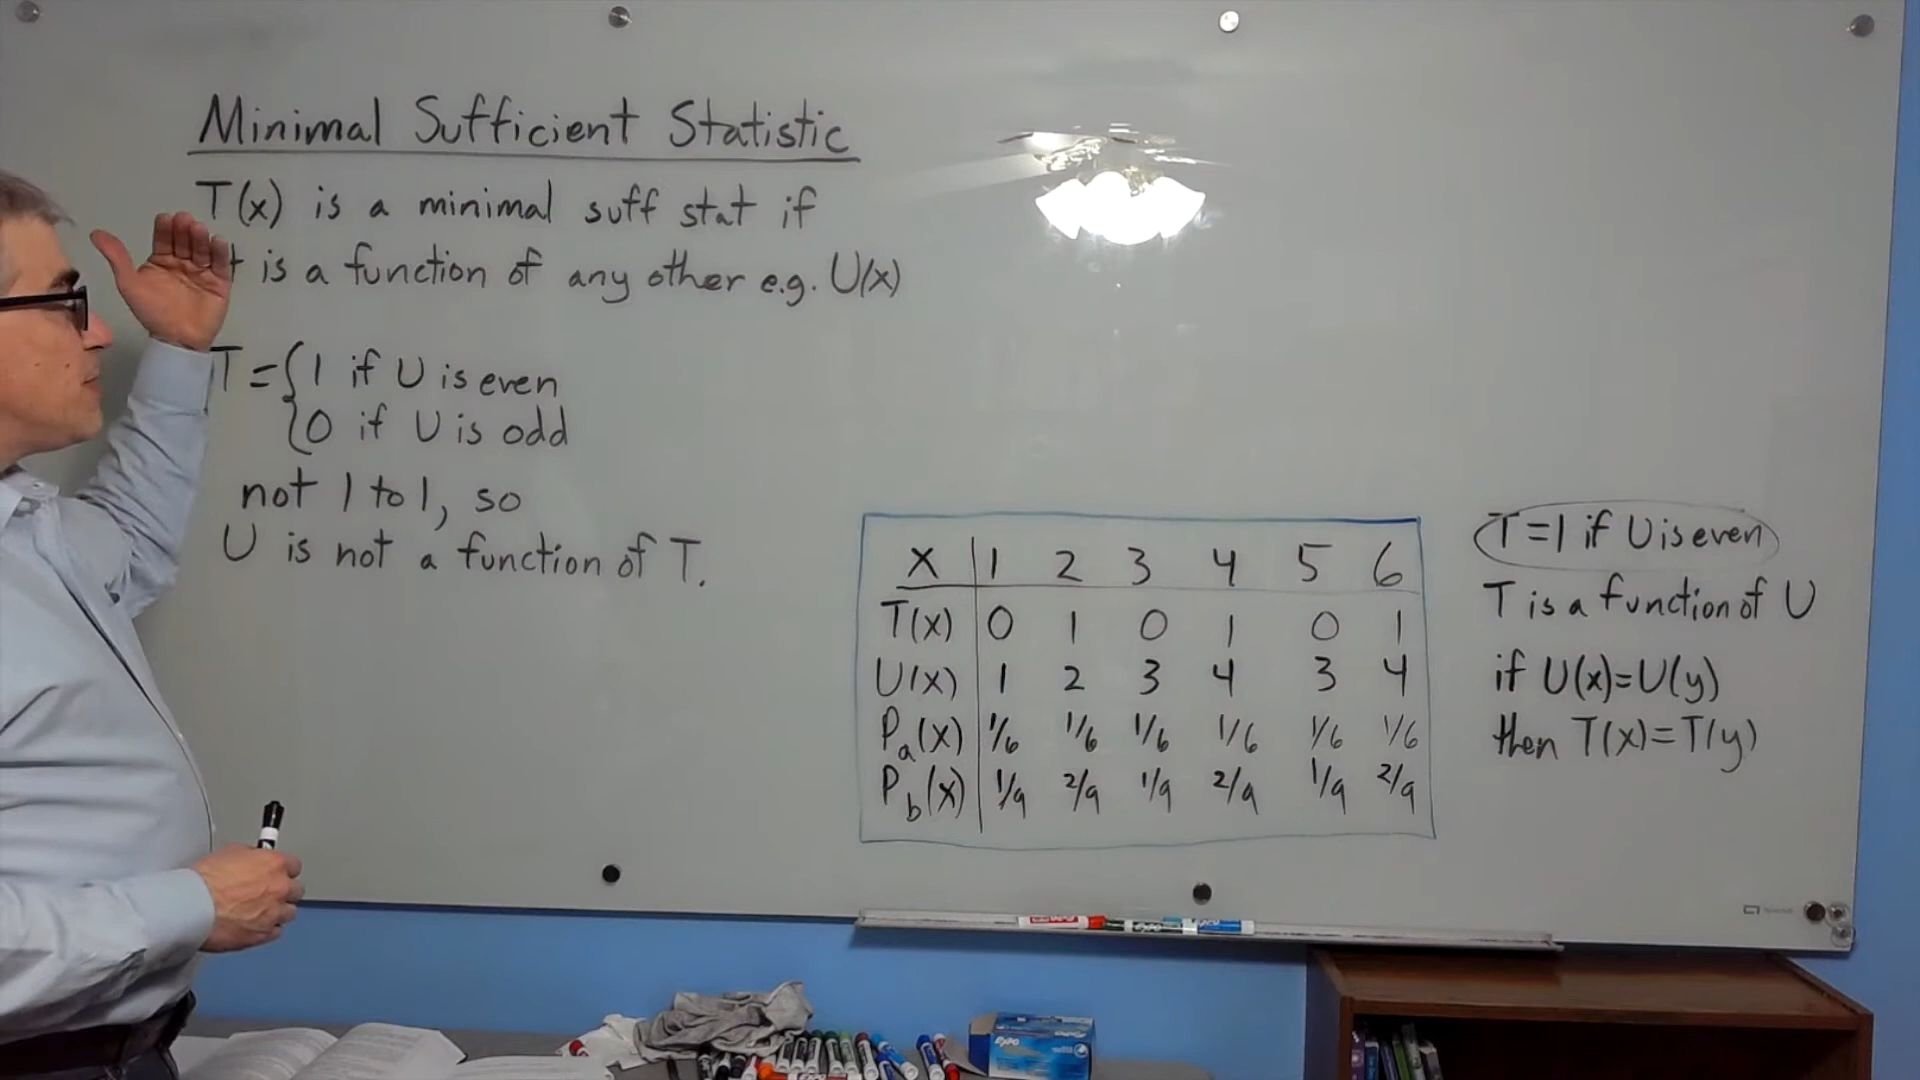 Minimal Sufficient Statistic
T(x) is a minimal suff stat if
is a function of any other e.g. U(x)
T = { 1 if U is even
0 if U is odd
not 1 to 1, so
U is not a function of T.
X 1 2 3 4 5 6
T(x) 0 1 0 1 0 1
U(x) 1 2 3 4 3 4
Pa(x) 1/6 1/6 1/6 1/6 1/6 1/6
Pb(x) 1/9 2/9 1/9 2/9 1/9 2/9
T=1 if U is even
T is a function of U
if U(x)=U(y)
then T(x)=T(y)
EXPO